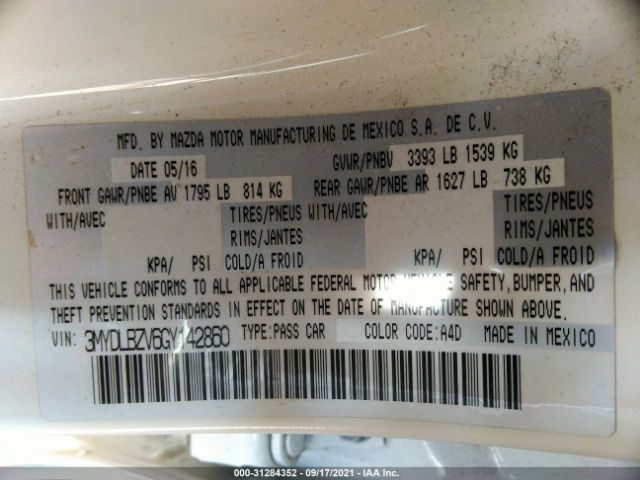 MFD. BY MAZDA MOTOR MANUFACTURING DE MEXICO S.A. DE C.V.
DATE 05/16 GVWR/PNBV 3393 LB 1539 KG
FRONT GAWR/PNBE AV 1795 LB 814 KG REAR GAWR/PNBE AR 1627 LB 738 KG
WITH/AVEC TIRES/PNEUS WITH/AVEC TIRES/PNEUS
RIMS/JANTES RIMS/JANTES
KPA/ PSI COLD/A FROID KPA/ PSI COLD/A FROID
THIS VEHICLE CONFORMS TO ALL APPLICABLE FEDERAL MOTOR VEHICLE SAFETY, BUMPER, AND
THEFT PREVENTION STANDARDS IN EFFECT ON THE DATE OF MANUFACTURE SHOWN ABOVE.
VIN: 3MYDLBZV6GY142860 TYPE:PASS CAR COLOR CODE:A4D MADE IN MEXICO
000-31284352 - 09/17/2021 - IAA Inc.